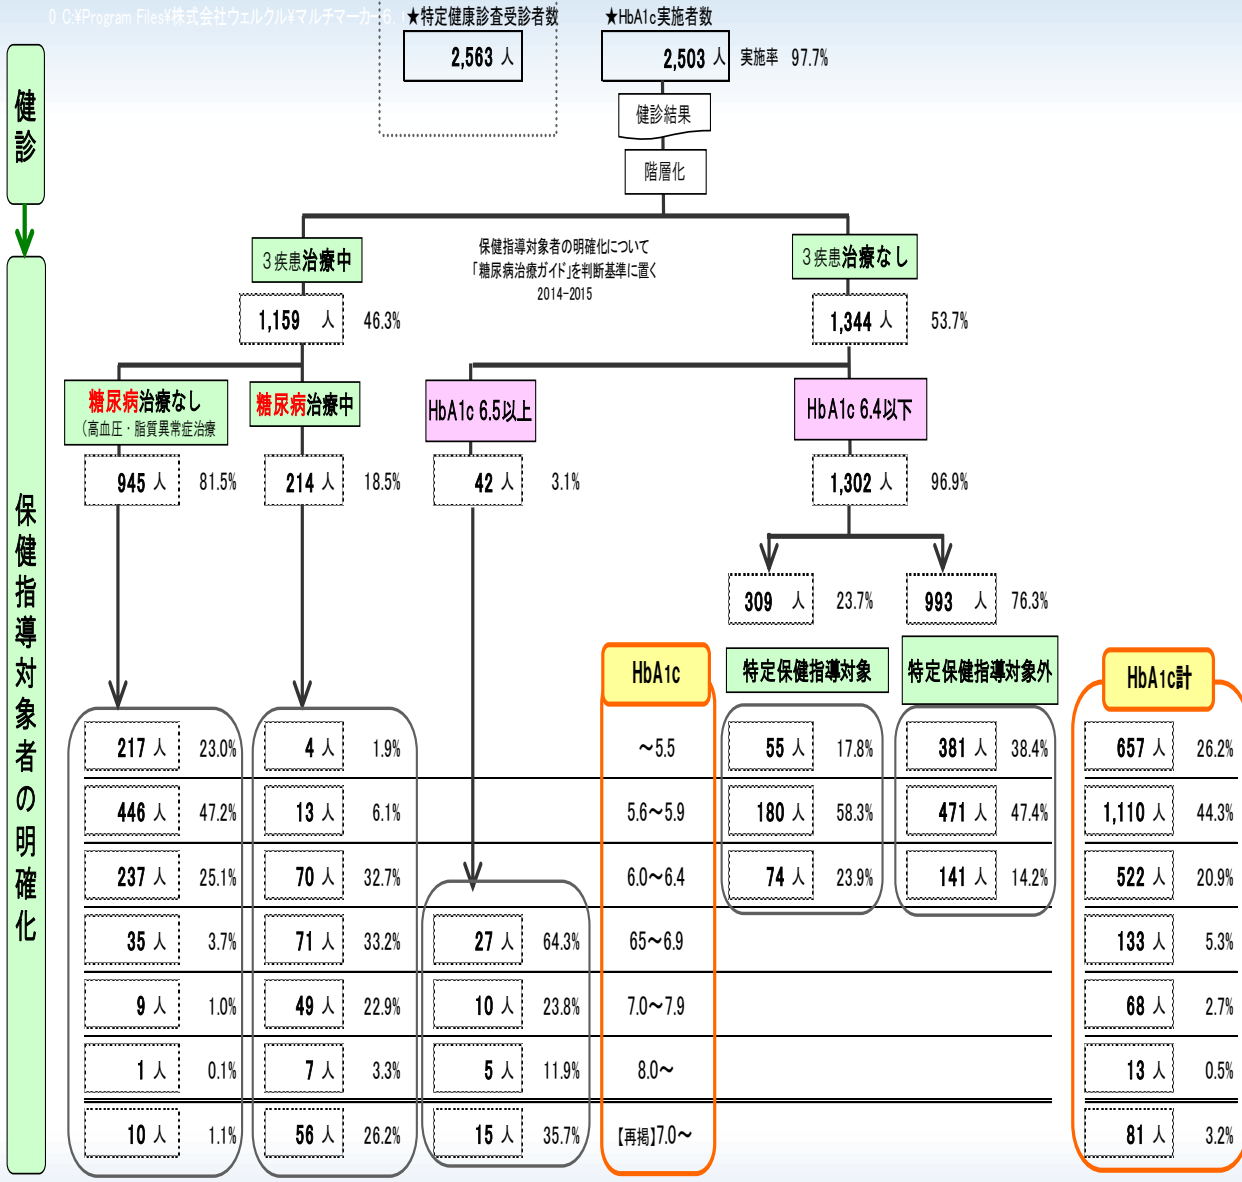 0 C:¥Program Files¥株式会社ウェルクル¥マルチマーカー6.
★特定健康診査受診者数 ★HbA1c実施者数
2,563 人 2,503 人 実施率 97.7%
健診
健診結果
階層化
３疾患治療中 ３疾患治療なし
保健指導対象者の明確化について
「糖尿病治療ガイド」を判断基準に置く
2014-2015
1,159 人 46.3% 1,344 人 53.7%
糖尿病治療なし
（高血圧・脂質異常症治療
糖尿病治療中
HbA1c 6.5以上
HbA1c 6.4以下
945 人 81.5% 214 人 18.5% 42 人 3.1% 1,302 人 96.9%
保健指導対象者の明確化
309 人 23.7% 993 人 76.3%
HbA1c 特定保健指導対象 特定保健指導対象外 HbA1c計
217 人 23.0% 4 人 1.9% ～5.5 55 人 17.8% 381 人 38.4% 657 人 26.2%
446 人 47.2% 13 人 6.1% 5.6～5.9 180 人 58.3% 471 人 47.4% 1,110 人 44.3%
237 人 25.1% 70 人 32.7% 6.0～6.4 74 人 23.9% 141 人 14.2% 522 人 20.9%
35 人 3.7% 71 人 33.2% 27 人 64.3% 65～6.9 133 人 5.3%
9 人 1.0% 49 人 22.9% 10 人 23.8% 7.0～7.9 68 人 2.7%
1 人 0.1% 7 人 3.3% 5 人 11.9% 8.0～ 13 人 0.5%
10 人 1.1% 56 人 26.2% 15 人 35.7% 【再掲】7.0～ 81 人 3.2%